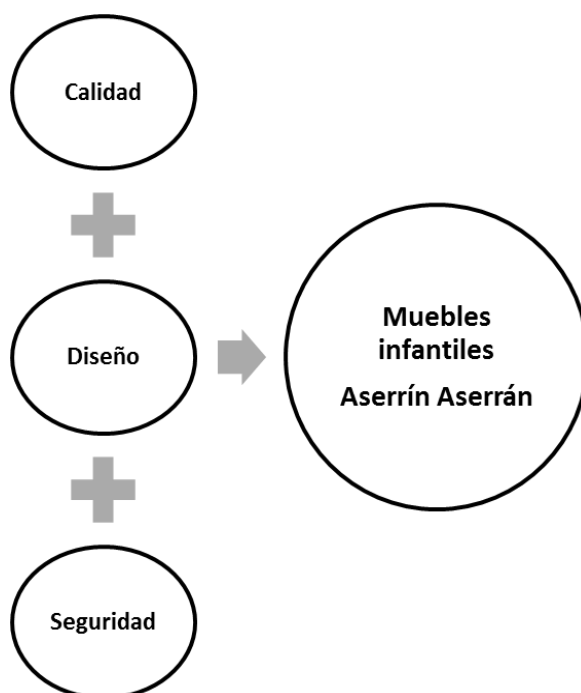 Calidad
Diseño
Seguridad
Muebles
infantiles
Aserrín Aserrán